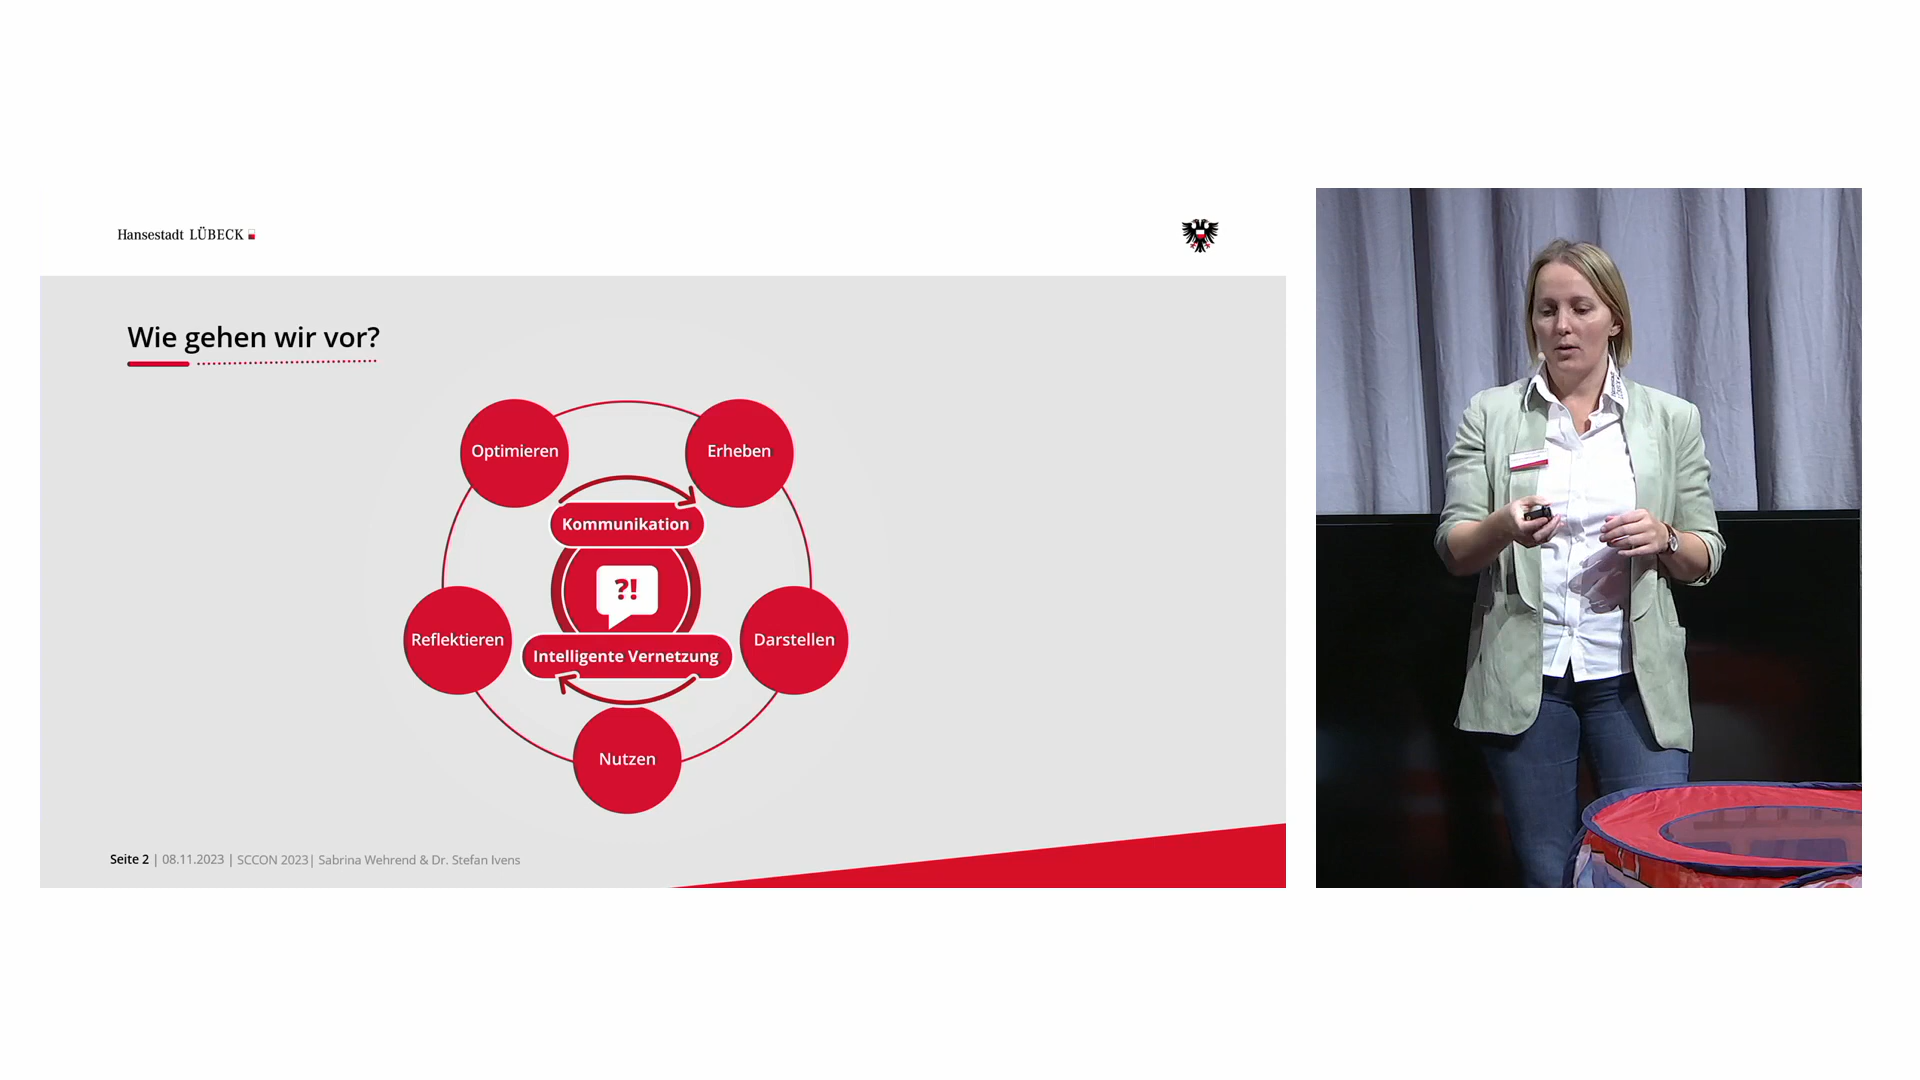 Hansestadt LÜBECK
Wie gehen wir vor?
Optimieren
Erheben
Kommunikation
?!
Reflektieren
Intelligente Vernetzung
Darstellen
Nutzen
Seite 2 | 08.11.2023 | SCCON 2023| Sabrina Wehrend & Dr. Stefan Ivens